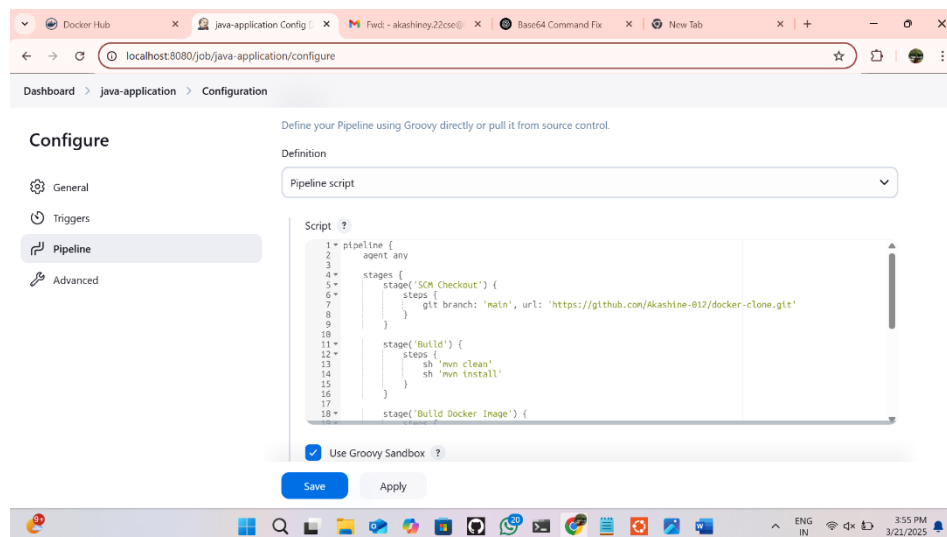 Docker Hub
java-application Config [
Fwd: - akashiney.22cse@
Base64 Command Fix
New Tab
localhost:8080/job/java-application/configure
Dashboard > java-application > Configuration
Configure
General
Triggers
Pipeline
Advanced
Define your Pipeline using Groovy directly or pull it from source control.
Definition
Pipeline script
Script ?
1 pipeline {
2 agent any
3
4 stages {
5 stage('SCM Checkout') {
6 steps {
7 git branch: 'main', url: 'https://github.com/Akashine-012/docker-clone.git'
8 }
9 }
10
11 stage('Build') {
12 steps {
13 sh 'mvn clean'
14 sh 'mvn install'
15 }
16 }
17
18 stage('Build Docker Image') {
Use Groovy Sandbox ?
Save Apply
9+
20
ENG
IN
3:55 PM
3/21/2025